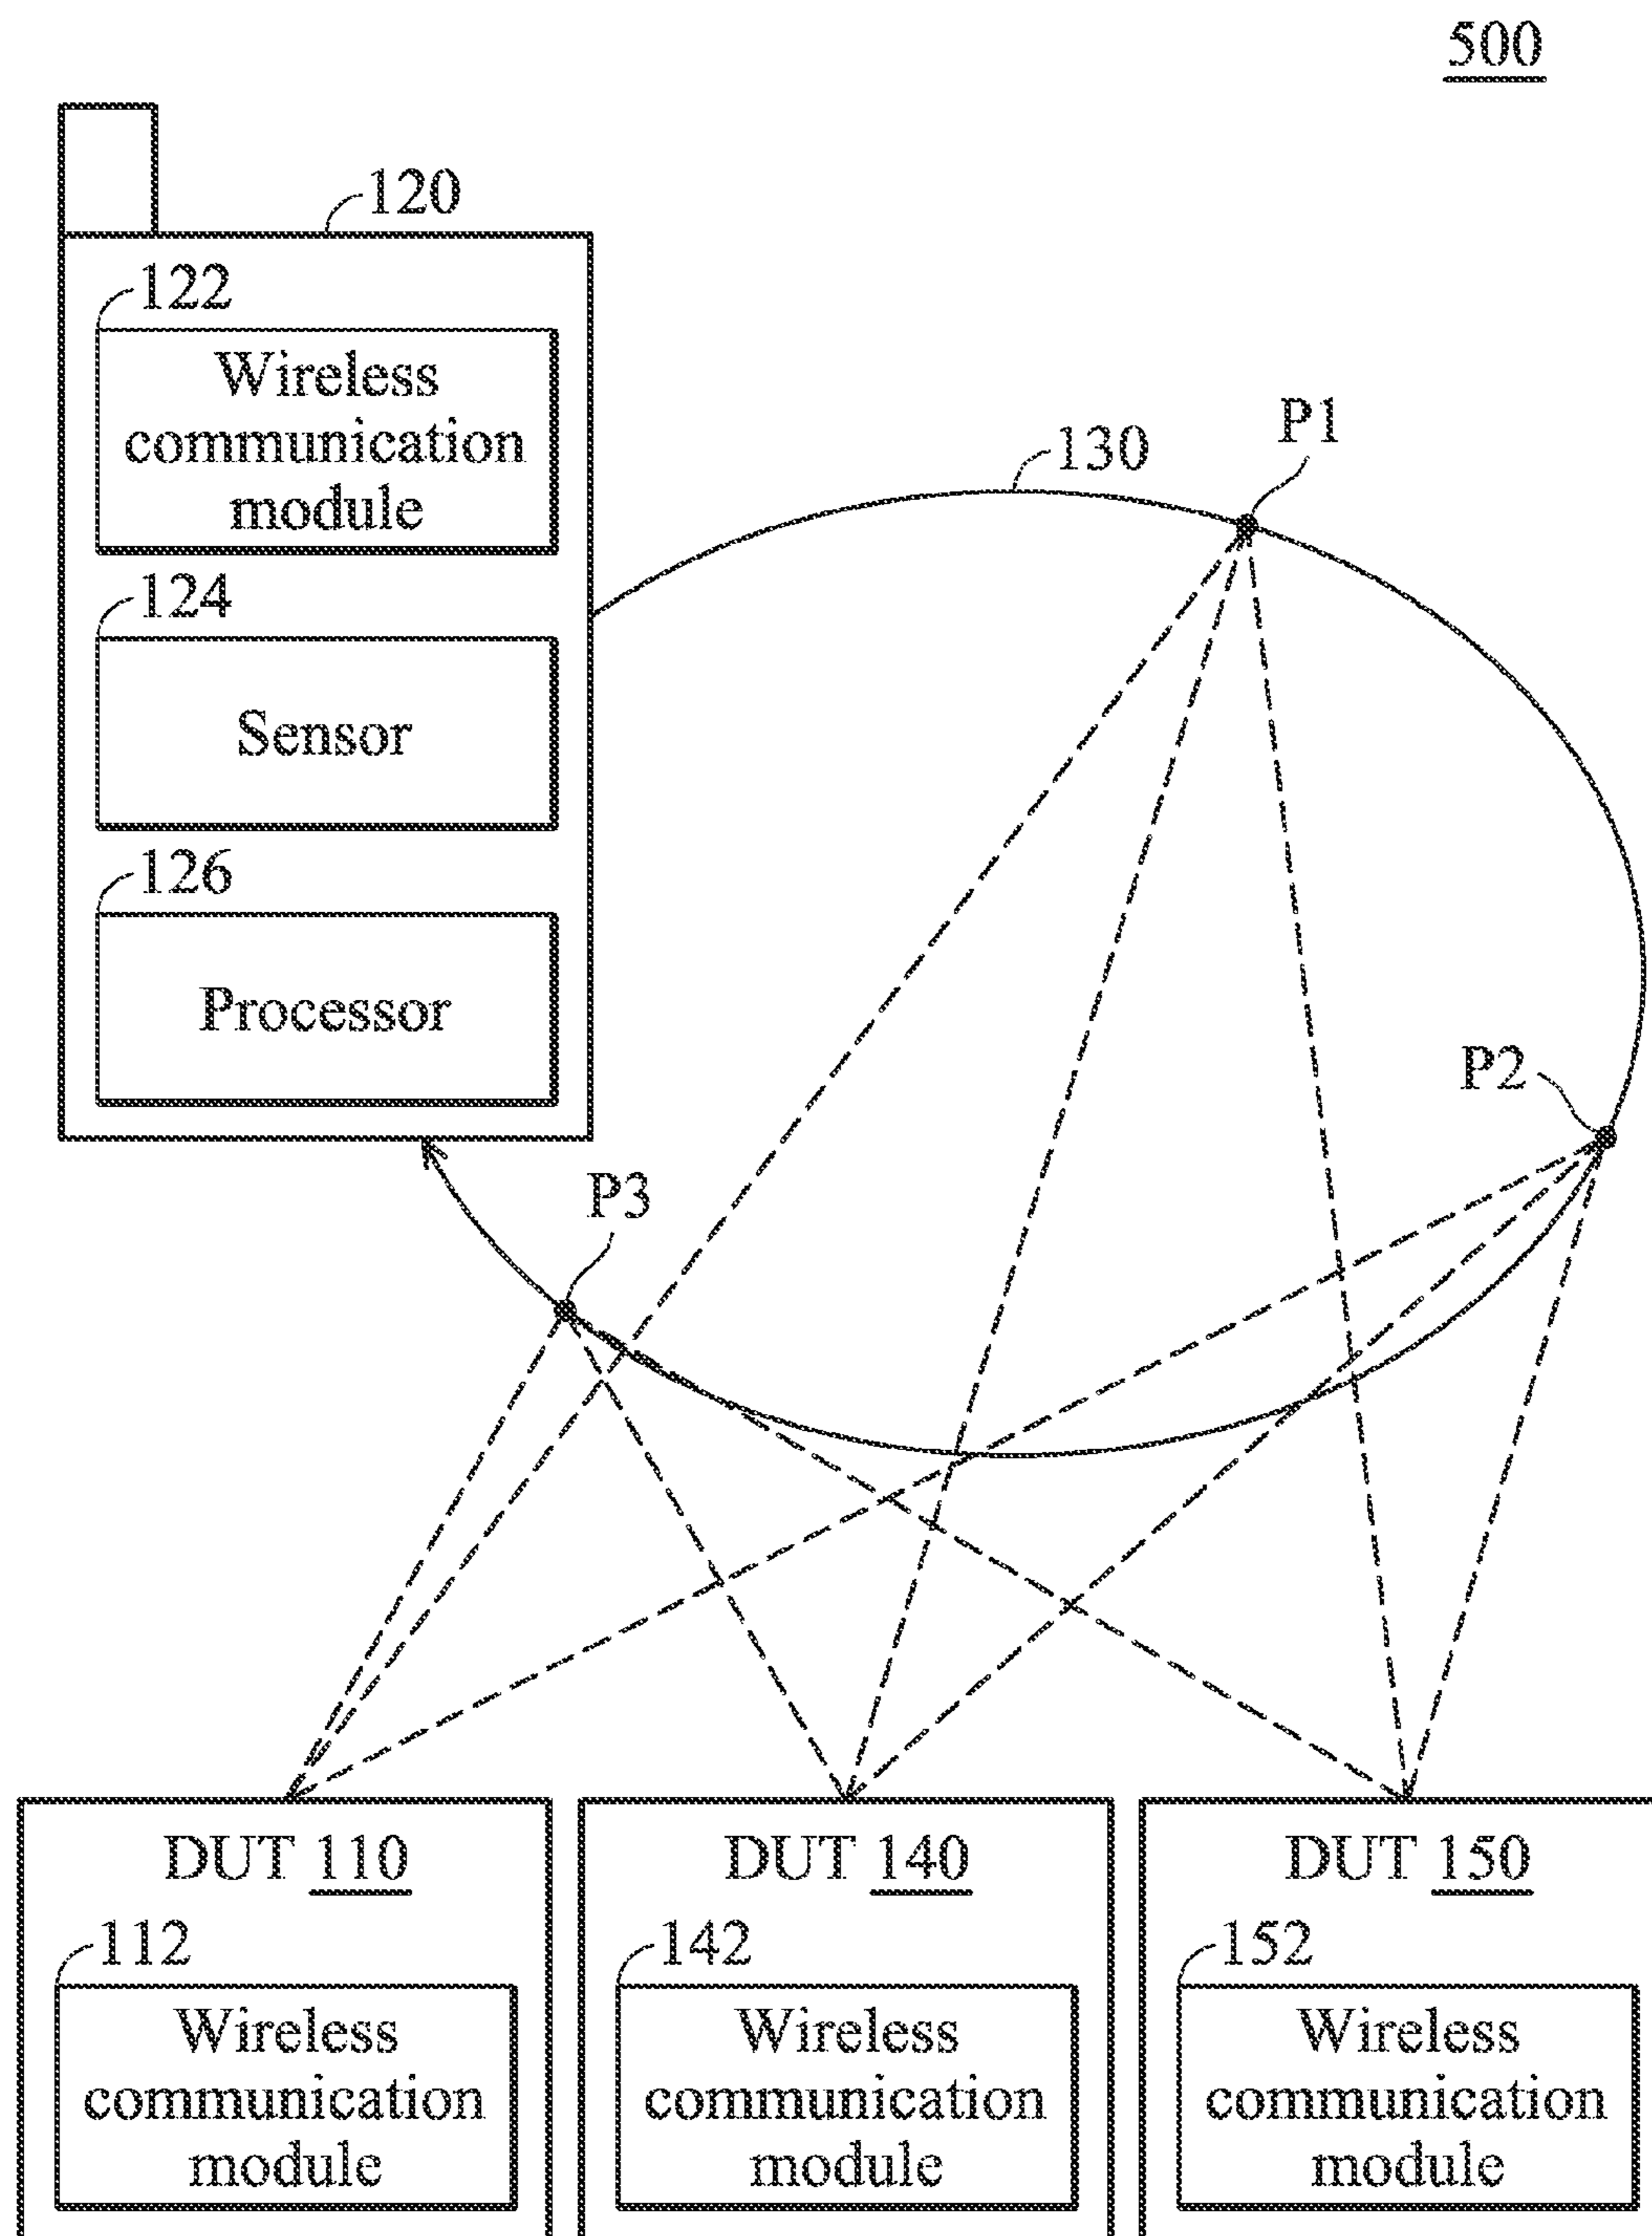 500
120
122
Wireless
communication
module
130
P1
124
Sensor
126
Processor
P2
P3
DUT 110
112
Wireless
communication
module
DUT 140
142
Wireless
communication
module
DUT 150
152
Wireless
communication
module